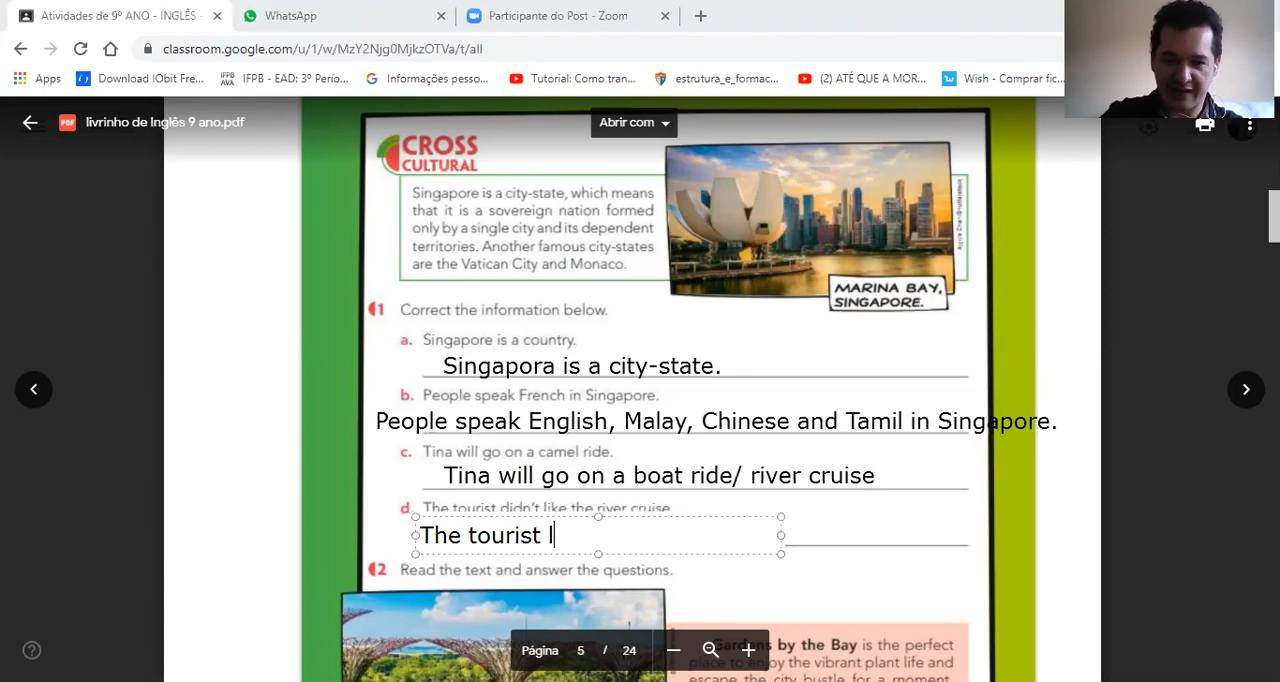 Atividades de 9º ANO - INGLÊS
WhatsApp
Participante do Post - Zoom
classroom.google.com/u/1/w/MzY2Njg0MjkzOTVa/t/all
Apps
Download IObit Fre...
IFPB - EAD: 3º Perío...
Informações pesso...
Tutorial: Como tran...
estrutura_e_formac...
(2) ATÉ QUE A MOR...
Wish - Comprar fic...
PDF livrinho de Inglês 9 ano.pdf
Abrir com
CROSS
CULTURAL
Singapore is a city-state, which means
that it is a sovereign nation formed
only by a single city and its dependent
territories. Another famous city-states
are the Vatican City and Monaco.
MARINA BAY,
SINGAPORE.
1 Correct the information below.
a. Singapore is a country.
Singapora is a city-state.
b. People speak French in Singapore.
People speak English, Malay, Chinese and Tamil in Singapore.
c. Tina will go on a camel ride.
Tina will go on a boat ride/ river cruise
d. The tourist didn't like the river cruise
The tourist l
2 Read the text and answer the questions.
Gardens by the Bay is the perfect
place to enjoy the vibrant plant life and
escape the city bustle for a moment.
Página 5 / 24